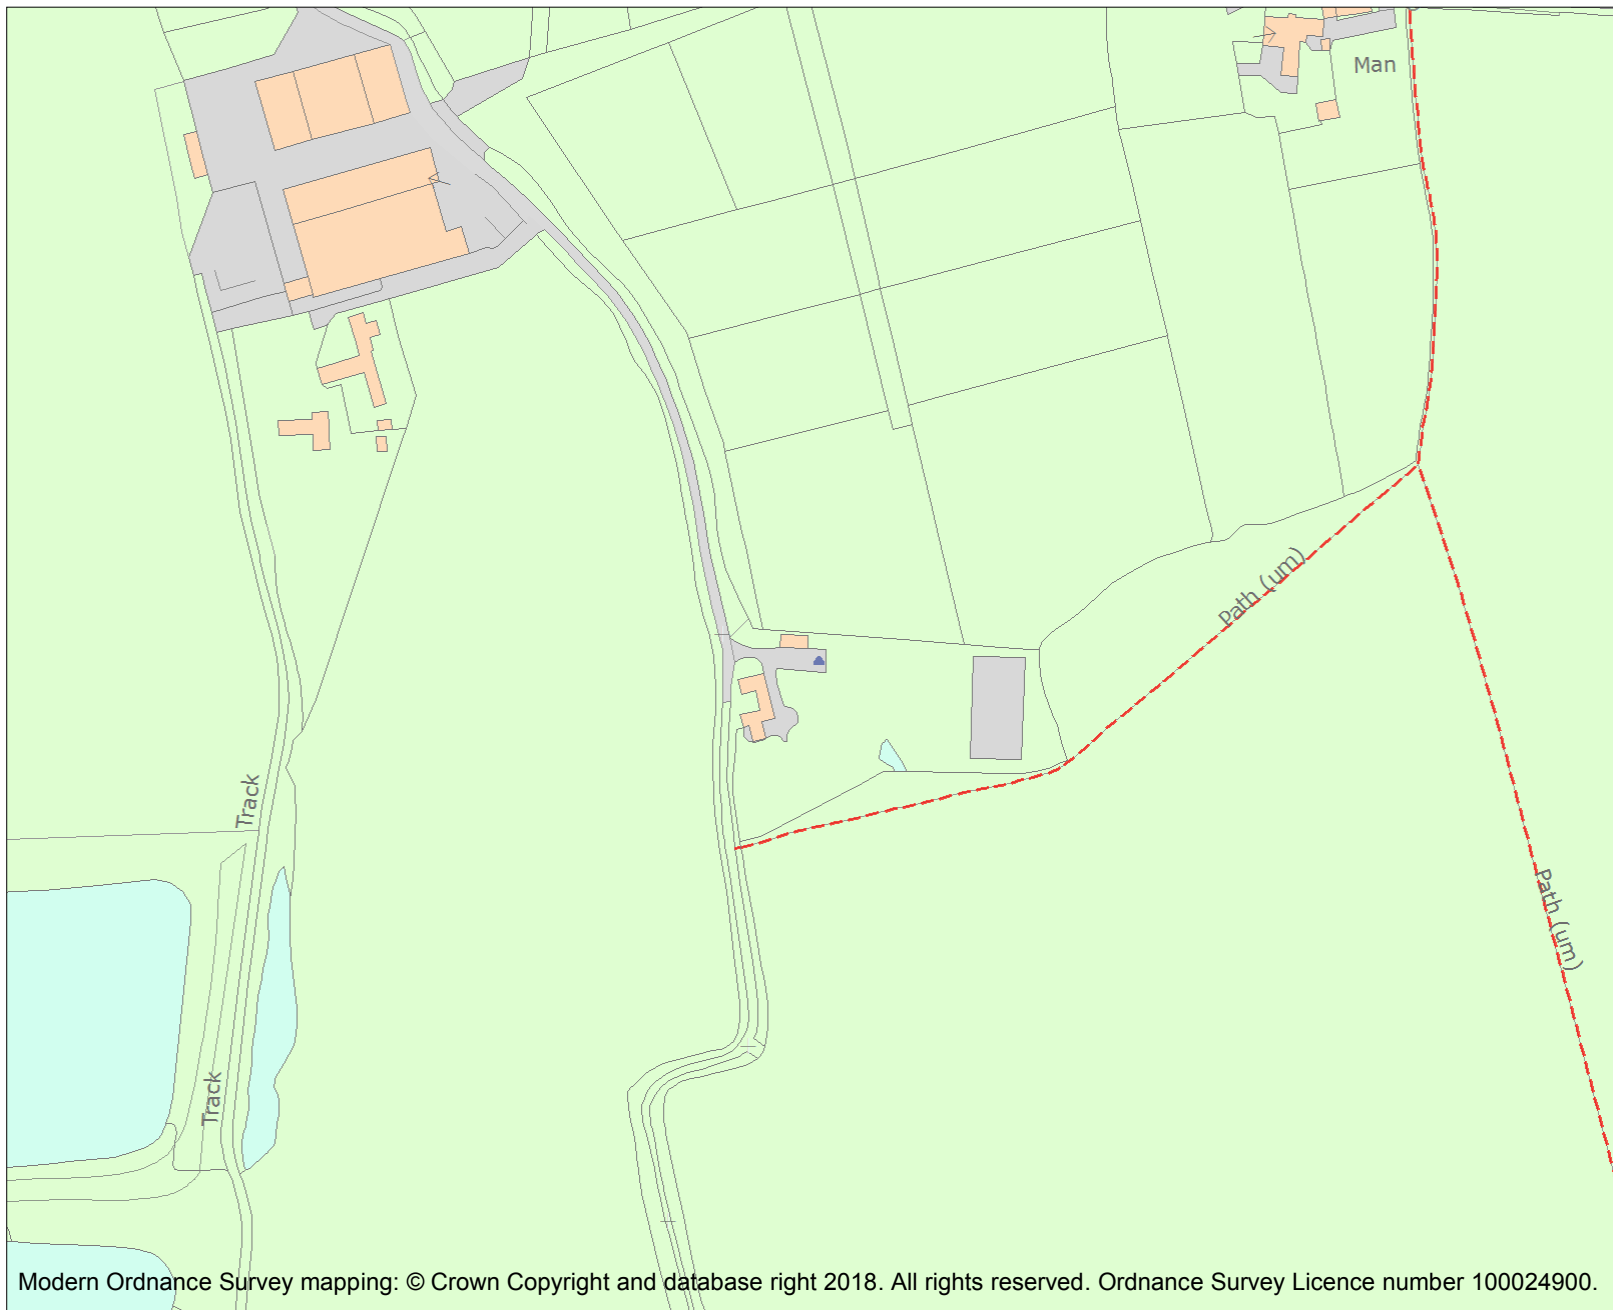 Man
Path (um)
Track
Path (um)
Track
Modern Ordnance Survey mapping: © Crown Copyright and database right 2018. All rights reserved. Ordnance Survey Licence number 100024900.